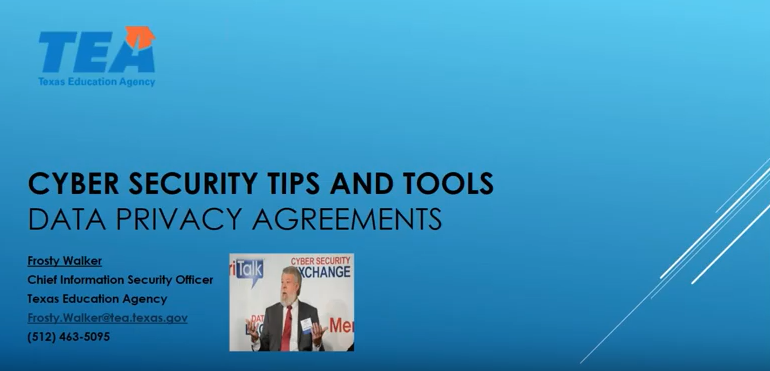 TEA
Texas Education Agency
CYBER SECURITY TIPS AND TOOLS
DATA PRIVACY AGREEMENTS
Frosty Walker
Chief Information Security Officer
Texas Education Agency
Frosty.Walker@tea.texas.gov
(512) 463-5095
riTalk
CYBER SECURITY
XCHANGE
DAT
Mer